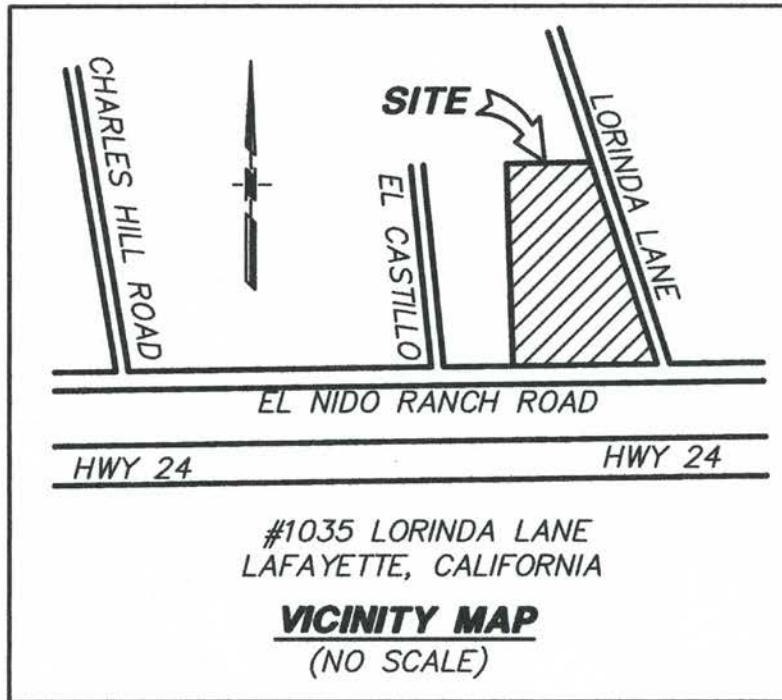 CHARLES HILL ROAD
SITE
LORINDA LANE
EL CASTILLO
EL NIDO RANCH ROAD
HWY 24
HWY 24
#1035 LORINDA LANE
LAFAYETTE, CALIFORNIA
VICINITY MAP
(NO SCALE)